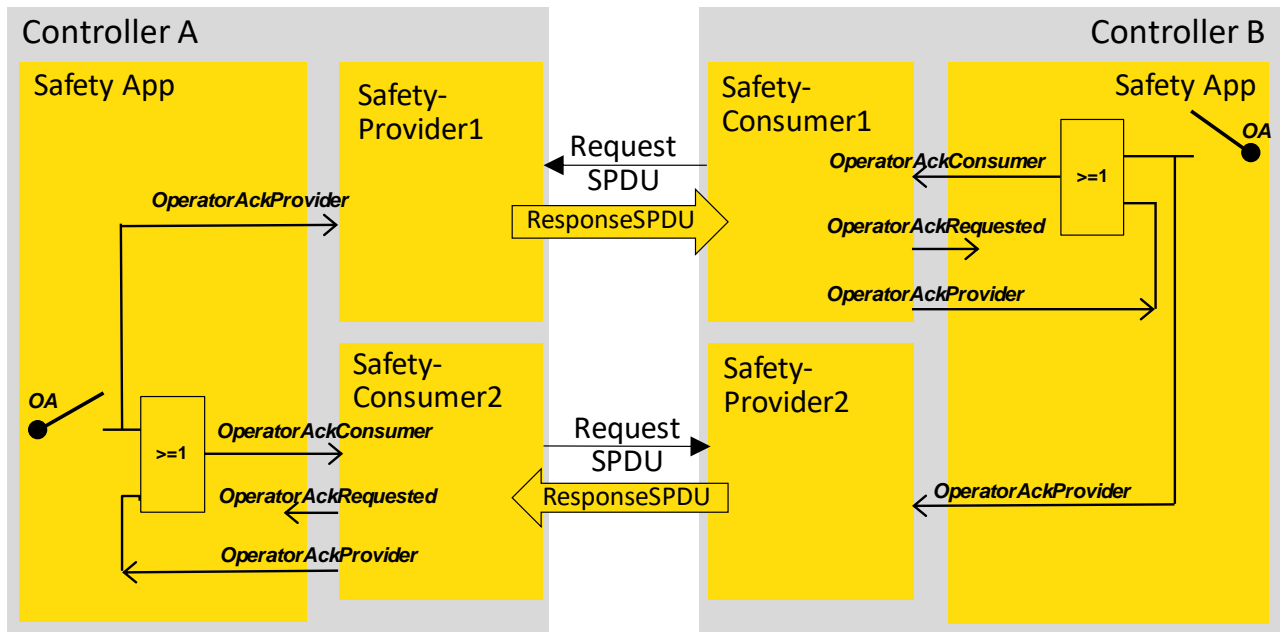 Controller A
Safety App
Safety-
Provider1
OperatorAckProvider
OA
>=1
Safety-
Consumer2
OperatorAckConsumer
OperatorAckRequested
OperatorAckProvider
Request
SPDU
ResponseSPDU
Request
SPDU
ResponseSPDU
Controller B
Safety-
Consumer1
Safety App
OA
OperatorAckConsumer
>=1
OperatorAckRequested
OperatorAckProvider
Safety-
Provider2
OperatorAckProvider